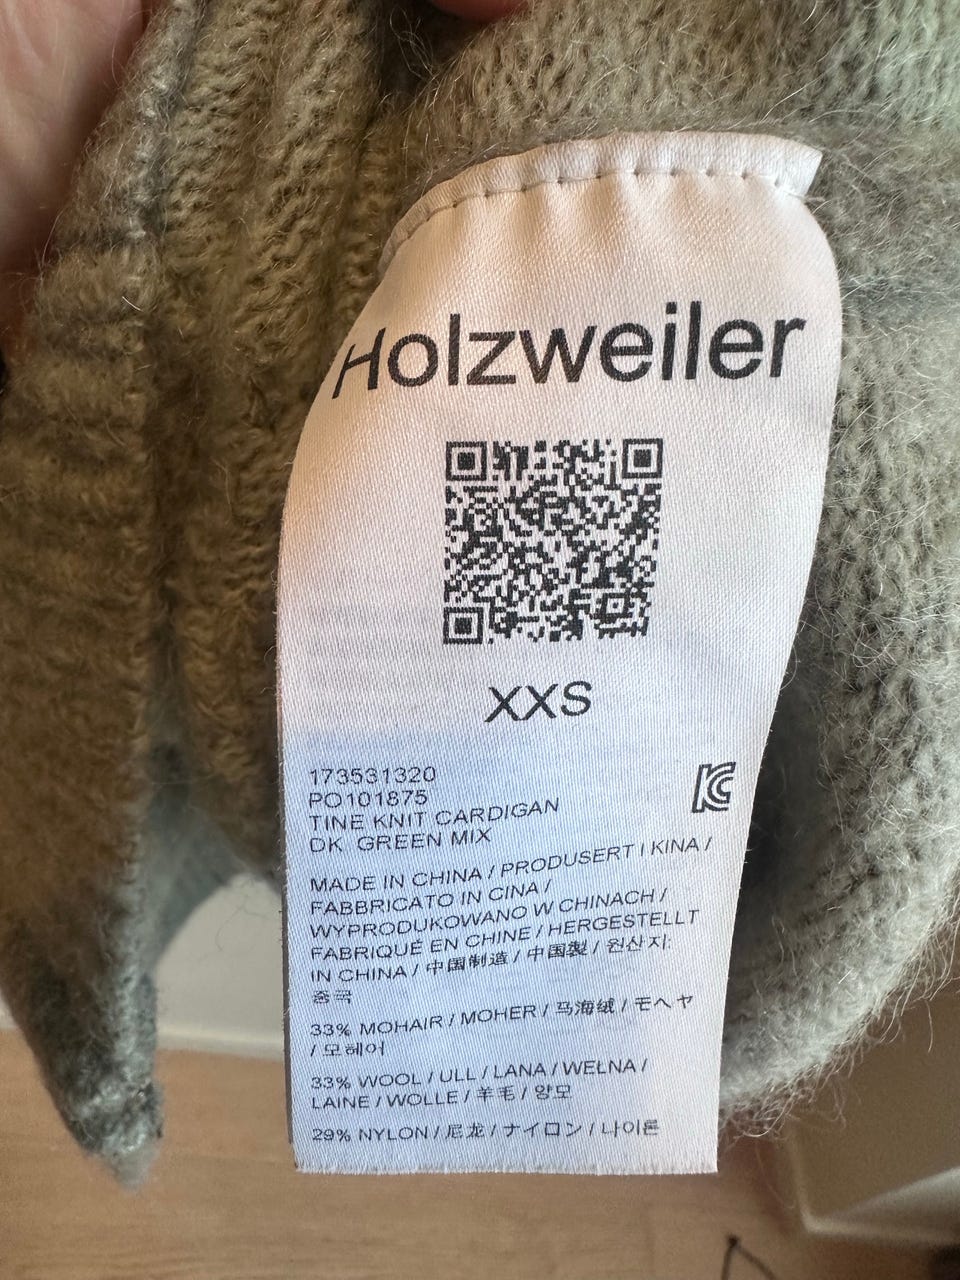 Holzweiler
XXS
173531320
PO101875
TINE KNIT CARDIGAN
DK. GREEN MIX
KC
MADE IN CHINA / PRODUSERT I KINA /
FABBRICATO IN CINA /
WYPRODUKOWANO W CHINACH /
FABRIQUÉ EN CHINE / HERGESTELLT
IN CHINA / 中国制造 / 中国製 / 원산지:
중국
33% MOHAIR / MOHER / 马海绒 / モヘヤ
/ 모헤어
33% WOOL / ULL / LANA / WEŁNA /
LAINE / WOLLE / 羊毛 / 양모
29% NYLON / 尼龙 / ナイロン / 나이론